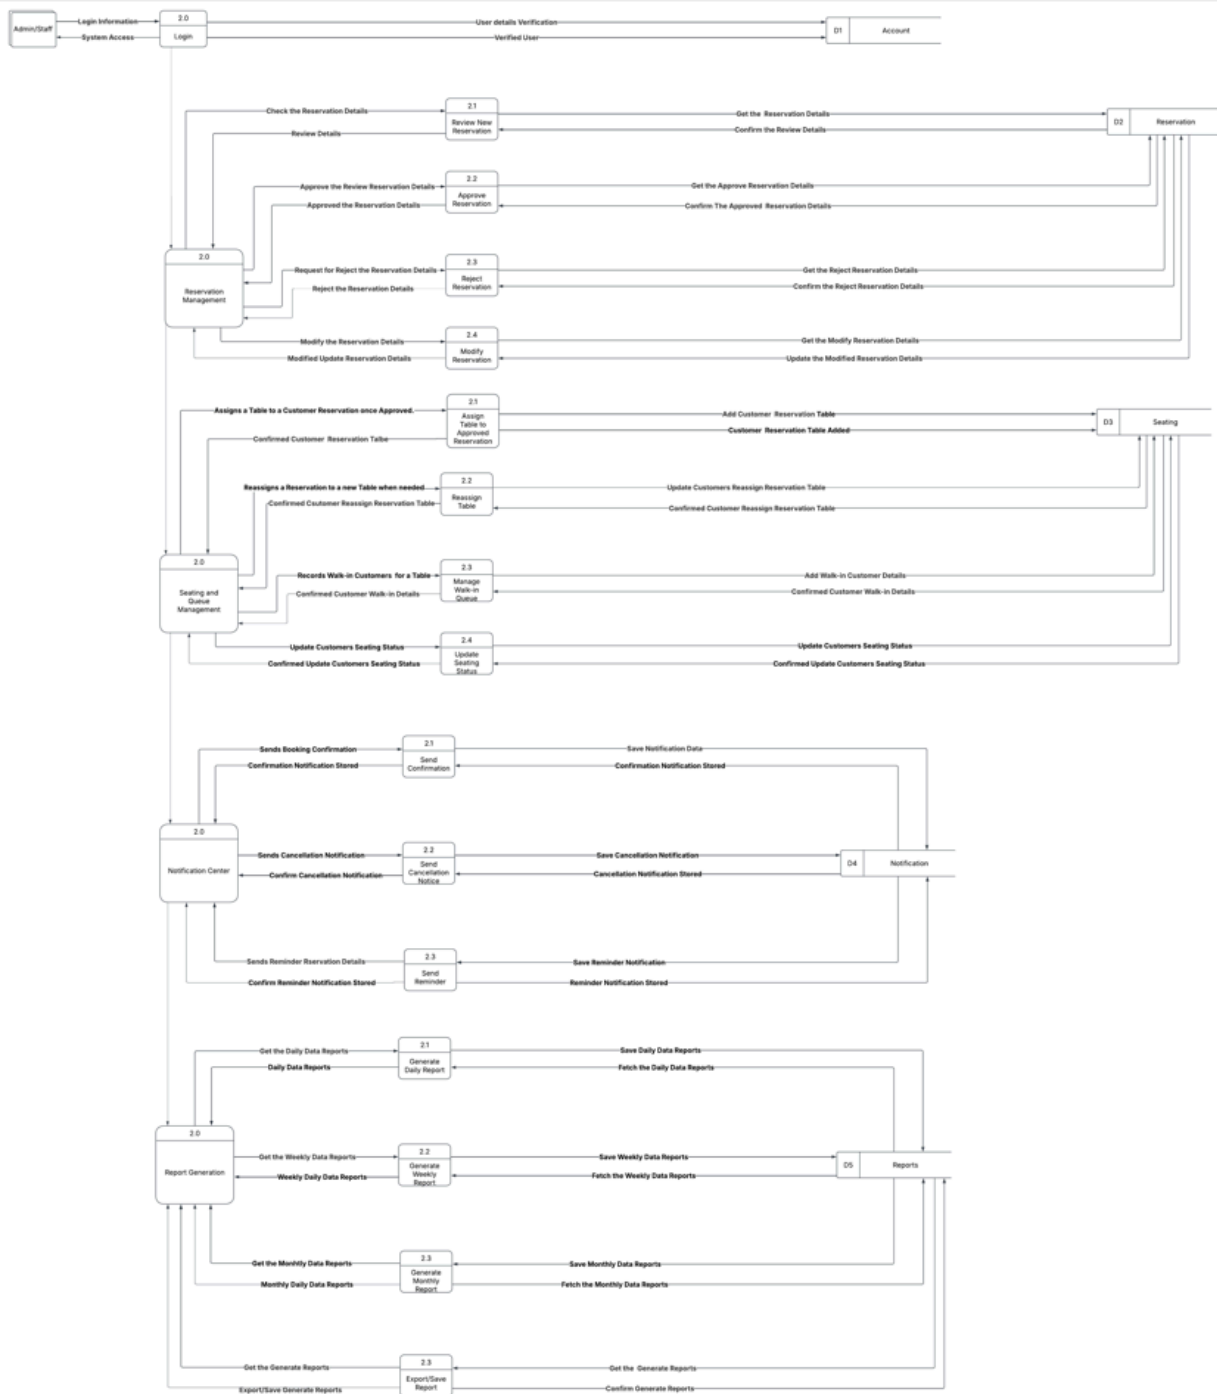 Admin/Staff
Login Information
System Access
2.0
Login
User details Verification
Verified User
D1
Account
Check the Reservation Details
Review Details
2.1
Review New
Reservation
Get the Reservation Details
Confirm the Review Details
D2
Reservation
Approve the Review Reservation Details
Approved the Reservation Details
2.2
Approve
Reservation
Get the Approve Reservation Details
Confirm The Approved Reservation Details
2.0
Reservation
Management
Request for Reject the Reservation Details
Reject the Reservation Details
2.3
Reject
Reservation
Get the Reject Reservation Details
Confirm the Reject Reservation Details
Modify the Reservation Details
Modified Update Reservation Details
2.4
Modify
Reservation
Get the Modify Reservation Details
Update the Modified Reservation Details
Assigns a Table to a Customer Reservation once Approved.
Confirmed Customer Reservation Talbe
2.1
Assign
Table to
Approved
Reservation
Add Customer Reservation Table
Customer Reservation Table Added
D3
Seating
Reassigns a Reservation to a new Table when needed
Confirmed Csutomer Reassign Reservation Table
2.2
Reassign
Table
Update Customers Reassign Reservation Table
Confirmed Customer Reassign Reservation Table
2.0
Seating and
Queue
Management
Records Walk-in Customers for a Table
Confirmed Customer Walk-in Details
2.3
Manage
Walk-in
Queue
Add Walk-in Customer Details
Confirmed Customer Walk-in Details
Update Customers Seating Status
Confirmed Update Customers Seating Status
2.4
Update
Seating
Status
Update Customers Seating Status
Confirmed Update Customers Seating Status
Sends Booking Confirmation
Confirmation Notification Stored
2.1
Send
Confirmation
Save Notification Data
Confirmation Notification Stored
2.0
Notification Center
Sends Cancellation Notification
Confirm Cancellation Notification
2.2
Send
Cancellation
Notice
Save Cancellation Notification
Cancellation Notification Stored
D4
Notification
Sends Reminder Rservation Details
Confirm Reminder Notification Stored
2.3
Send
Reminder
Save Reminder Notification
Reminder Notification Stored
Get the Daily Data Reports
Daily Data Reports
2.1
Generate
Daily Report
Save Daily Data Reports
Fetch the Daily Data Reports
2.0
Report Generation
Get the Weekly Data Reports
Weekly Daily Data Reports
2.2
Generate
Weekly
Report
Save Weekly Data Reports
Fetch the Weekly Data Reports
D5
Reports
Get the Monhtly Data Reports
Monthly Daily Data Reports
2.3
Generate
Monthly
Report
Save Monthly Data Reports
Fetch the Monthly Data Reports
Get the Generate Reports
Export/Save Generate Reports
2.3
Export/Save
Report
Get the Generate Reports
Confirm Generate Reports